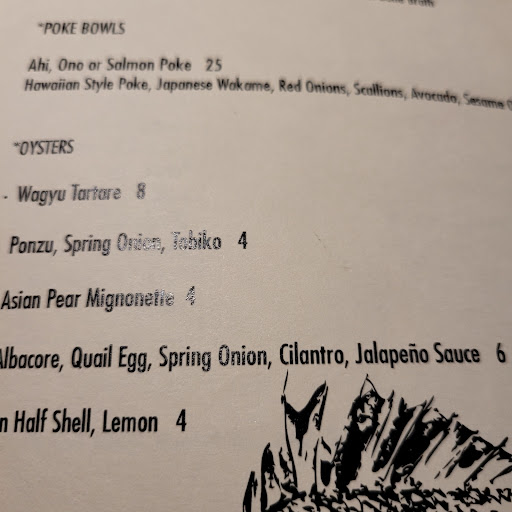 *POKE BOWLS
Ahi, Ono or Salmon Poke 25
Hawaiian Style Poke, Japanese Wakame, Red Onions, Scallions, Avocado, Sesame
*OYSTERS
- Wagyu Tartare 8
Ponzu, Spring Onion, Tobiko 4
Asian Pear Mignonette 4
Albacore, Quail Egg, Spring Onion, Cilantro, Jalapeño Sauce 6
n Half Shell, Lemon 4